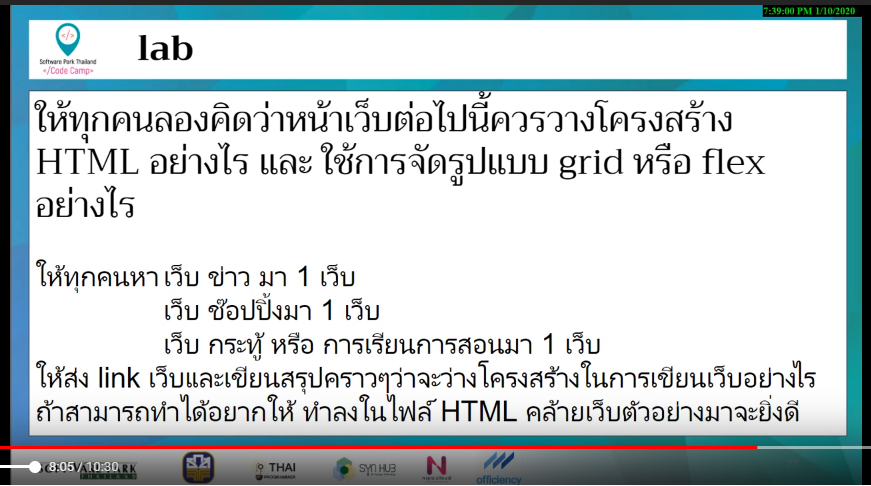 7:39:00 PM 1/10/2020
</>
Software Park Thailand
</Code Camp>
lab
ให้ทุกคนลองคิดว่าหน้าเว็บต่อไปนี้ควรวางโครงสร้าง
HTML อย่างไร และ ใช้การจัดรูปแบบ grid หรือ flex
อย่างไร
ให้ทุกคนหา เว็บ ข่าว มา 1 เว็บ
เว็บ ช๊อปปิ้งมา 1 เว็บ
เว็บ กระทู้ หรือ การเรียนการสอนมา 1 เว็บ
ให้ส่ง link เว็บและเขียนสรุปคราวๆว่าจะว่างโครงสร้างในการเขียนเว็บอย่างไร
ถ้าสามารถทำได้อยากให้ ทำลงในไฟล์ HTML คล้ายเว็บตัวอย่างมาจะยิ่งดี
8:05 / 10:30
THAI
PROGRAMMER
SYN HUB
N
officiency